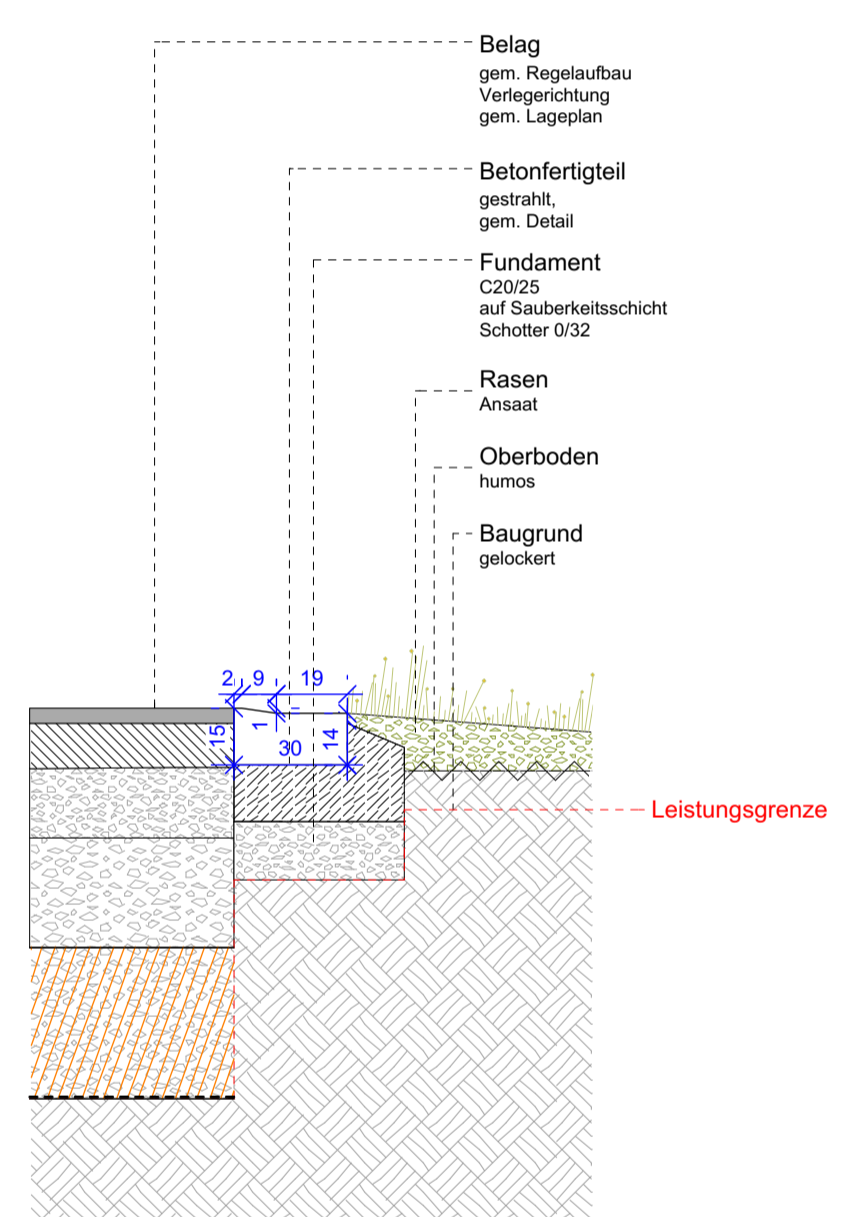 Belag
gem. Regelaufbau
Verlegerichtung
gem. Lageplan
Betonfertigteil
gestrahlt,
gem. Detail
Fundament
C20/25
auf Sauberkeitsschicht
Schotter 0/32
Rasen
Ansaat
Oberboden
humos
Baugrund
gelockert
2 9 19
15 1 30 14
Leistungsgrenze